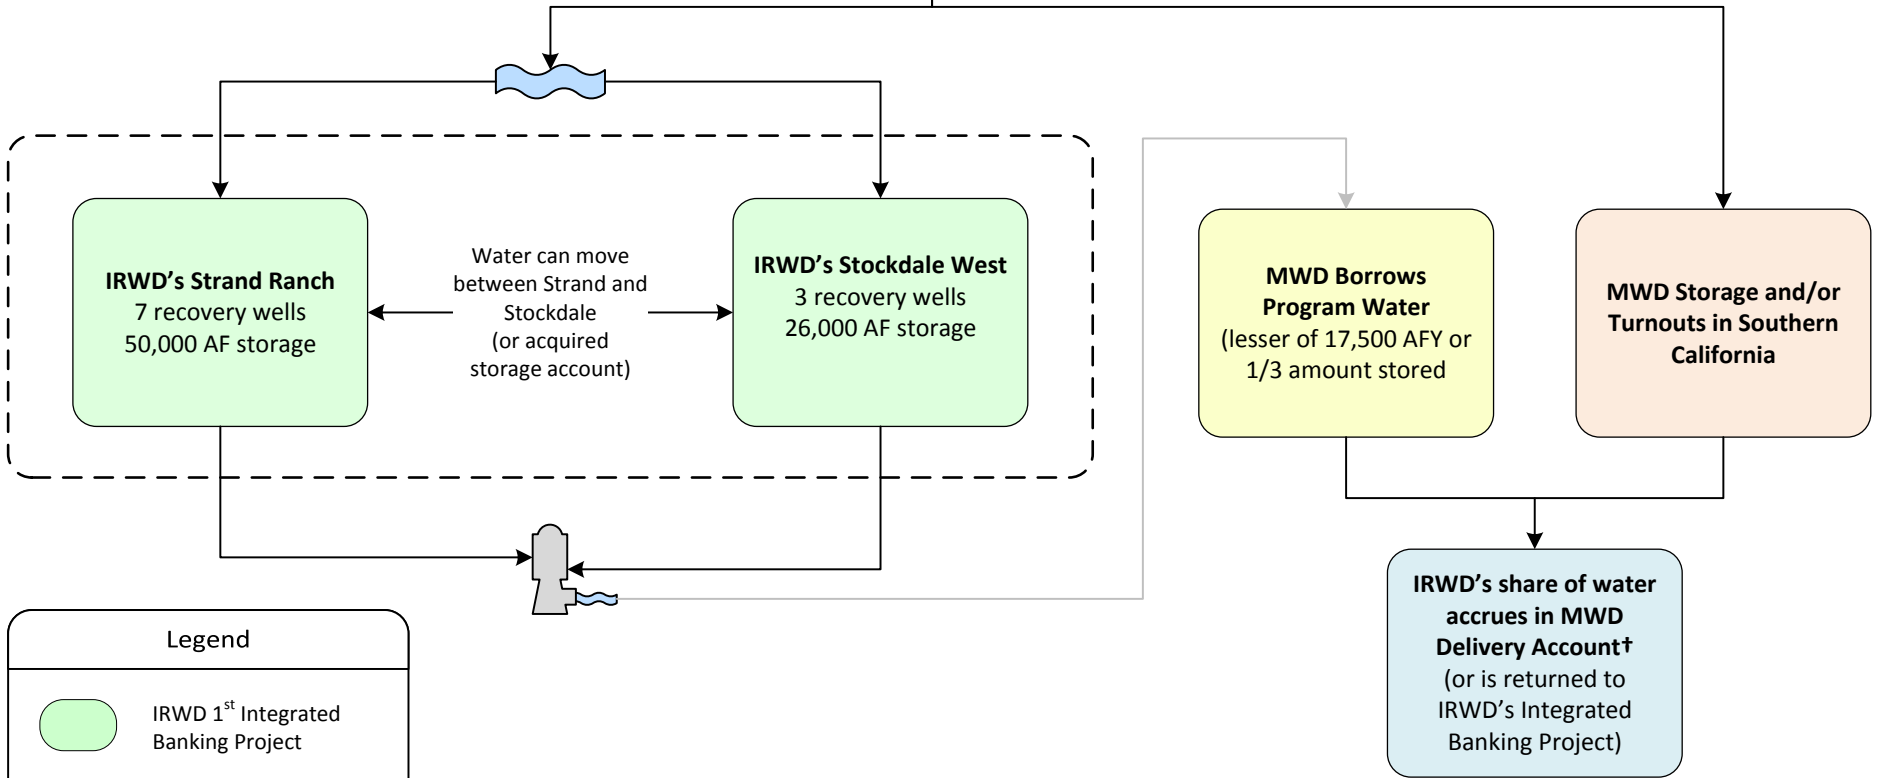 IRWD's Strand Ranch
7 recovery wells
50,000 AF storage
Water can move
between Strand and
Stockdale
(or acquired
storage account)
IRWD's Stockdale West
3 recovery wells
26,000 AF storage
MWD Borrows
Program Water
(lesser of 17,500 AFY or
1/3 amount stored
MWD Storage and/or
Turnouts in Southern
California
IRWD's share of water
accrues in MWD
Delivery Account†
(or is returned to
IRWD's Integrated
Banking Project)
Legend
IRWD 1st Integrated
Banking Project